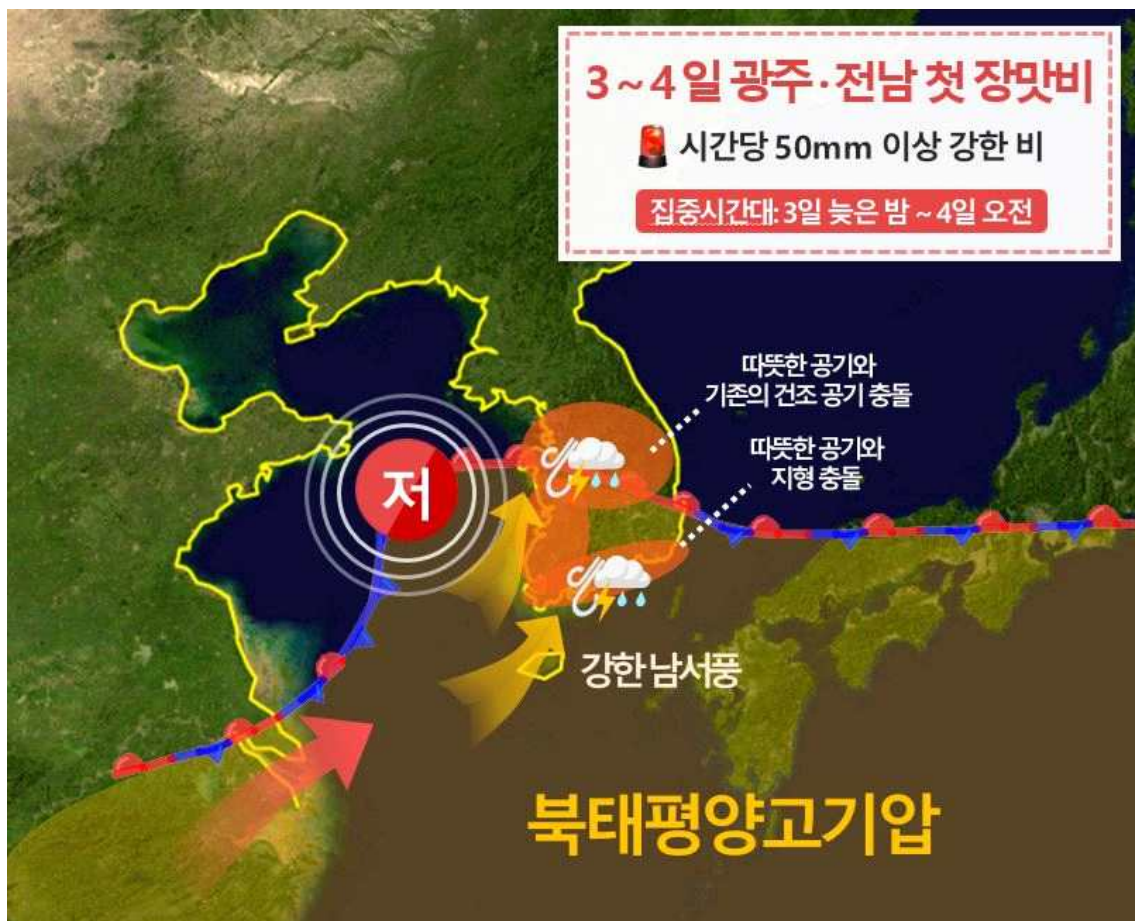 3~4일 광주·전남 첫 장맛비
시간당 50mm 이상 강한 비
집중시간대: 3일 늦은 밤 ~ 4일 오전
따뜻한 공기와
기존의 건조 공기 충돌
따뜻한 공기와
지형 충돌
저
강한 남서풍
북태평양고기압